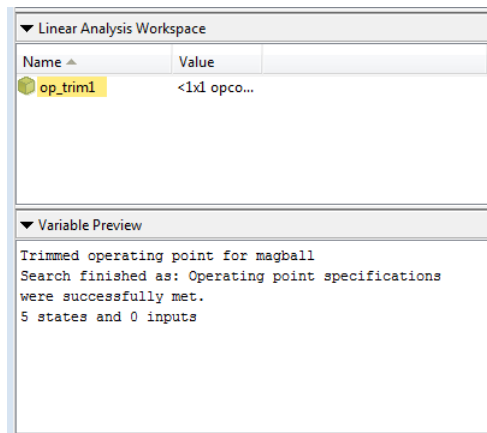 ▼ Linear Analysis Workspace
Name ▲ Value
op_trim1 <1x1 opco...
▼ Variable Preview
Trimmed operating point for magball
Search finished as: Operating point specifications
were successfully met.
5 states and 0 inputs